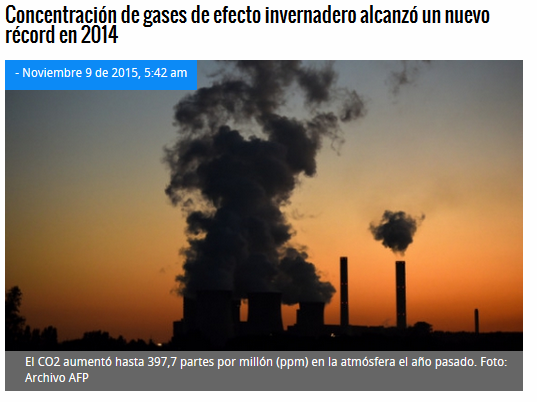 Concentración de gases de efecto invernadero alcanzó un nuevo
récord en 2014
- Noviembre 9 de 2015, 5:42 am
El CO2 aumentó hasta 397,7 partes por millón (ppm) en la atmósfera el año pasado. Foto:
Archivo AFP